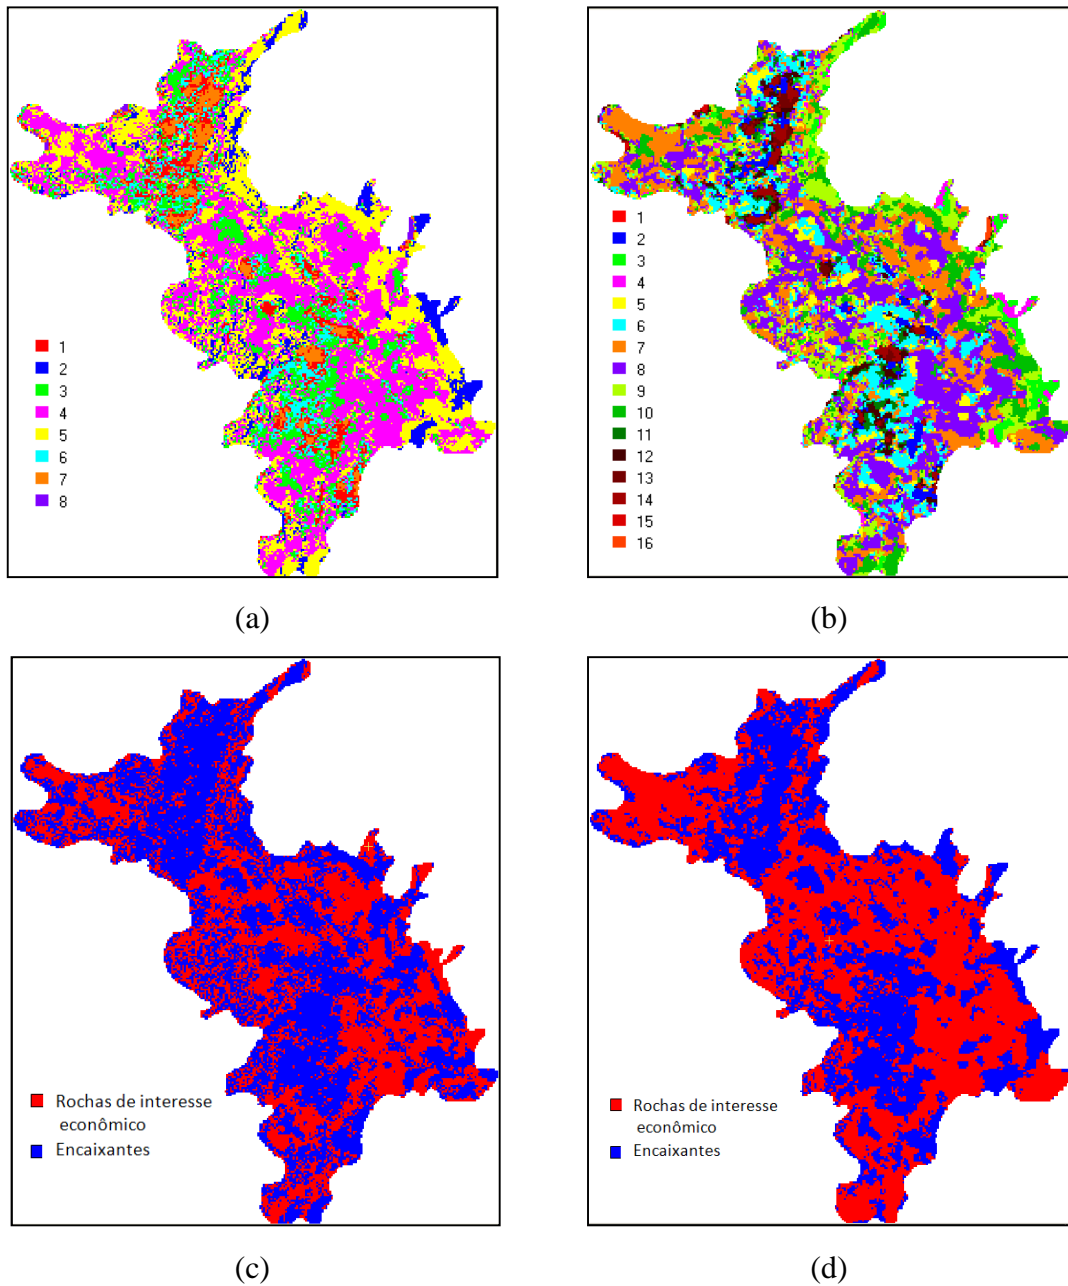 1
2
3
4
5
6
7
8
(a)
1
2
3
4
5
6
7
8
9
10
11
12
13
14
15
16
(b)
Rochas de interesse
econômico
Encaixantes
(c)
Rochas de interesse
econômico
Encaixantes
(d)